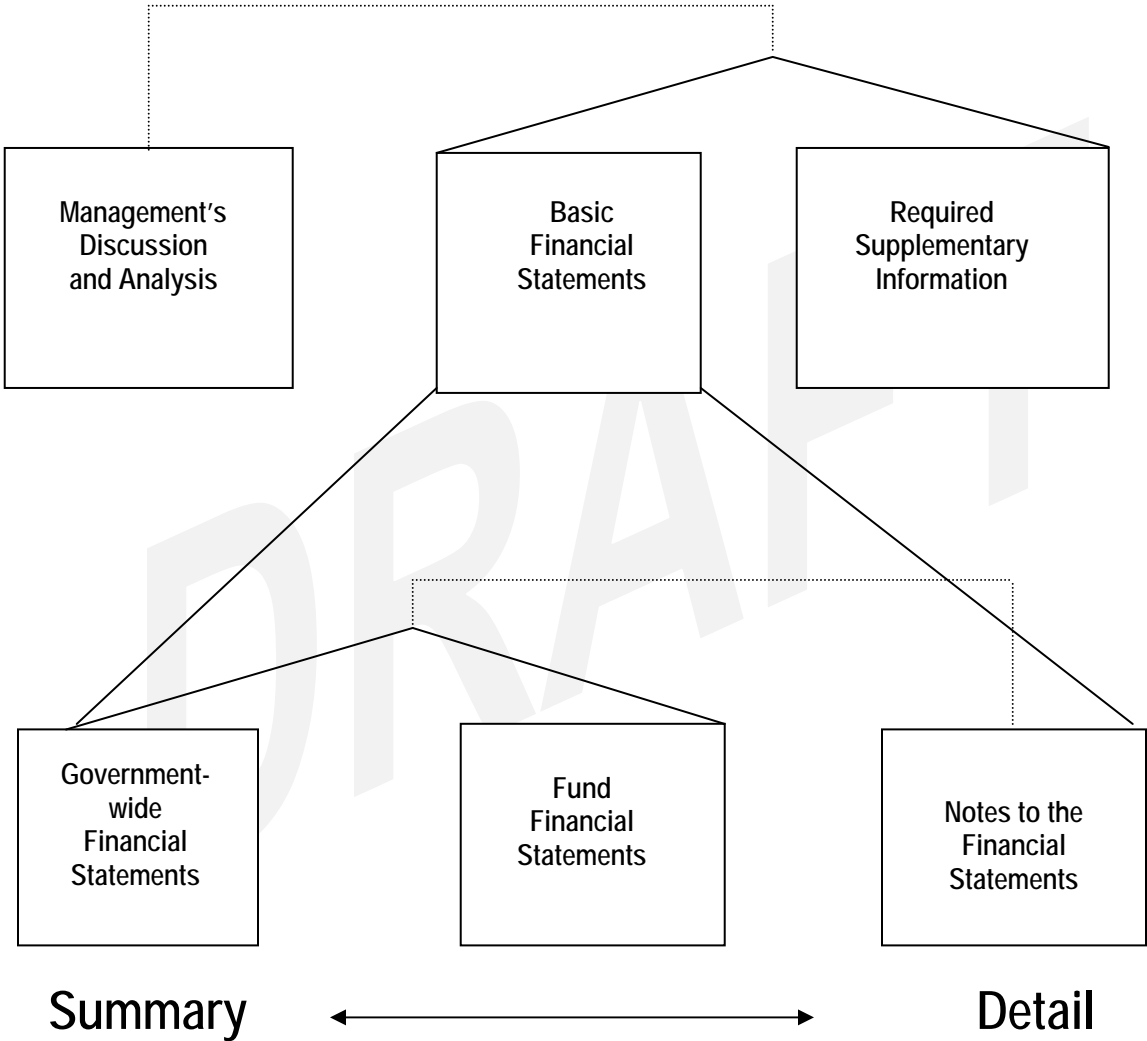 Management's
Discussion
and Analysis
Basic
Financial
Statements
Required
Supplementary
Information
DRAFT
Government-
wide
Financial
Statements
Fund
Financial
Statements
Notes to the
Financial
Statements
Summary
Detail